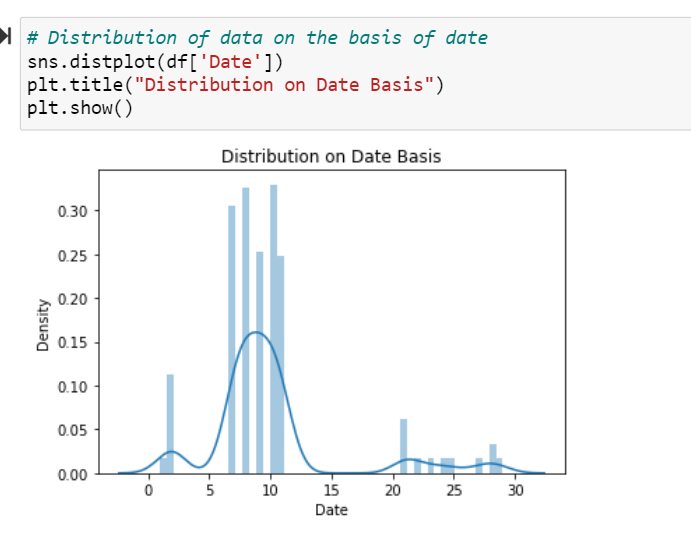 # Distribution of data on the basis of date
sns.distplot(df['Date'])
plt.title("Distribution on Date Basis")
plt.show()
Distribution on Date Basis
0.30
0.25
0.20
0.15
0.10
0.05
0.00
Density
0 5 10 15 20 25 30
Date